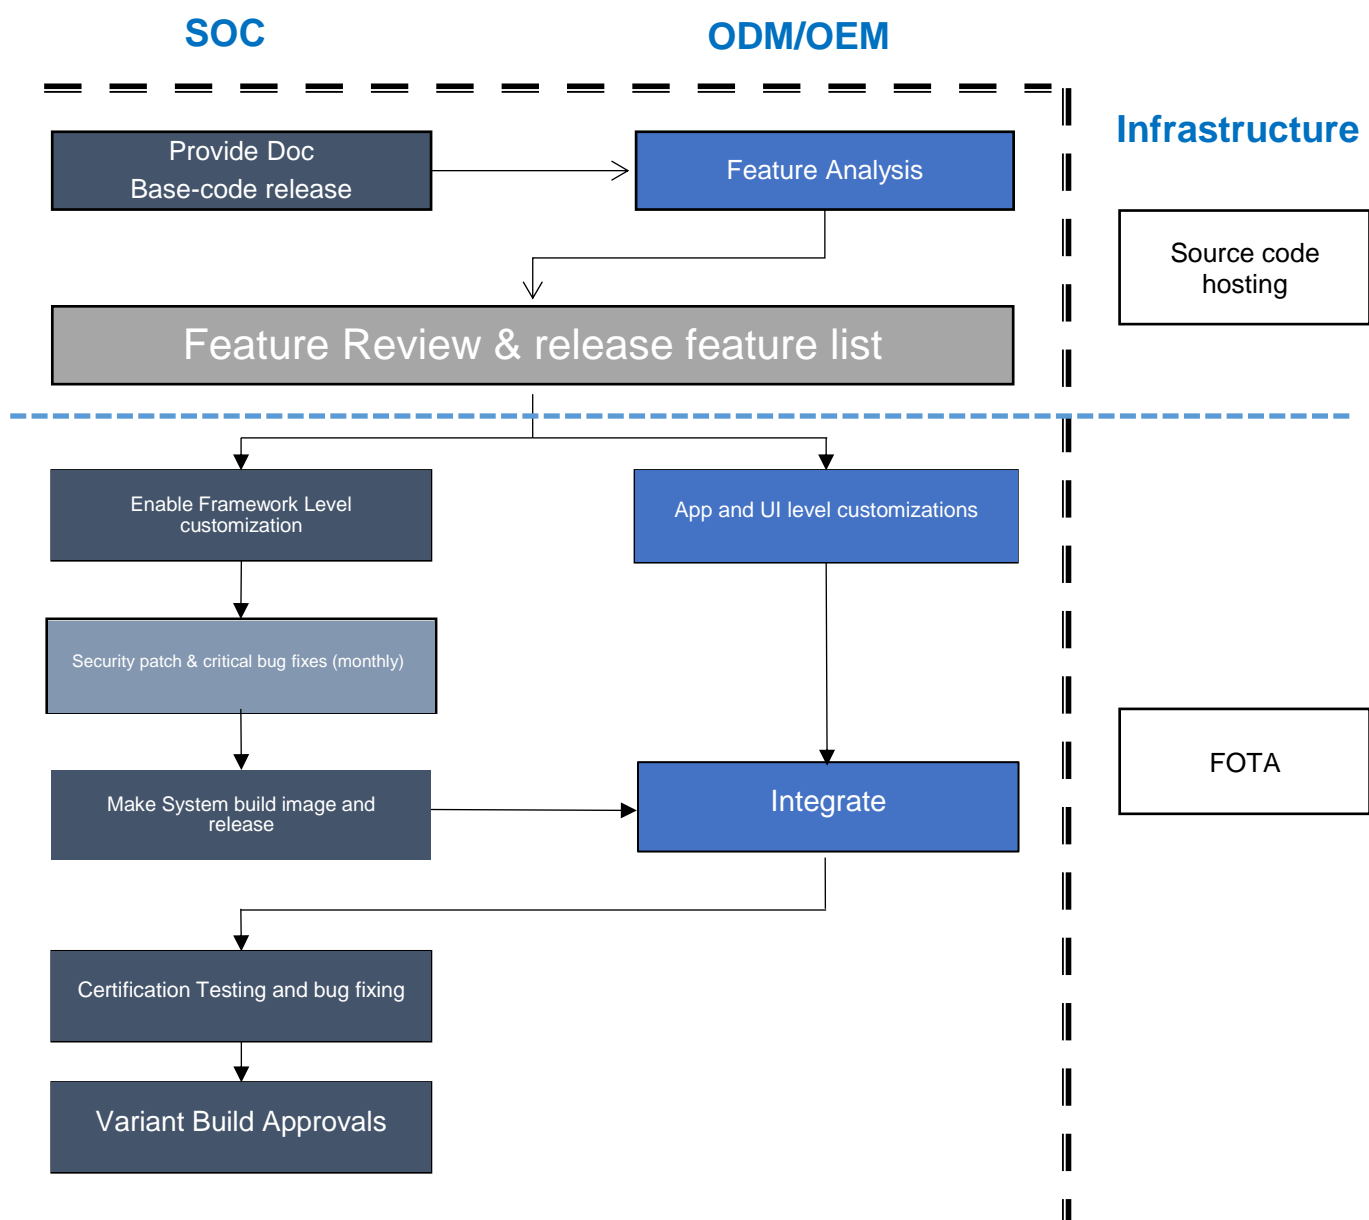 SOC
ODM/OEM
Infrastructure
Provide Doc
Base-code release
Feature Analysis
Source code
hosting
Feature Review & release feature list
Enable Framework Level
customization
App and UI level customizations
Security patch & critical bug fixes (monthly)
FOTA
Make System build image and
release
Integrate
Certification Testing and bug fixing
Variant Build Approvals